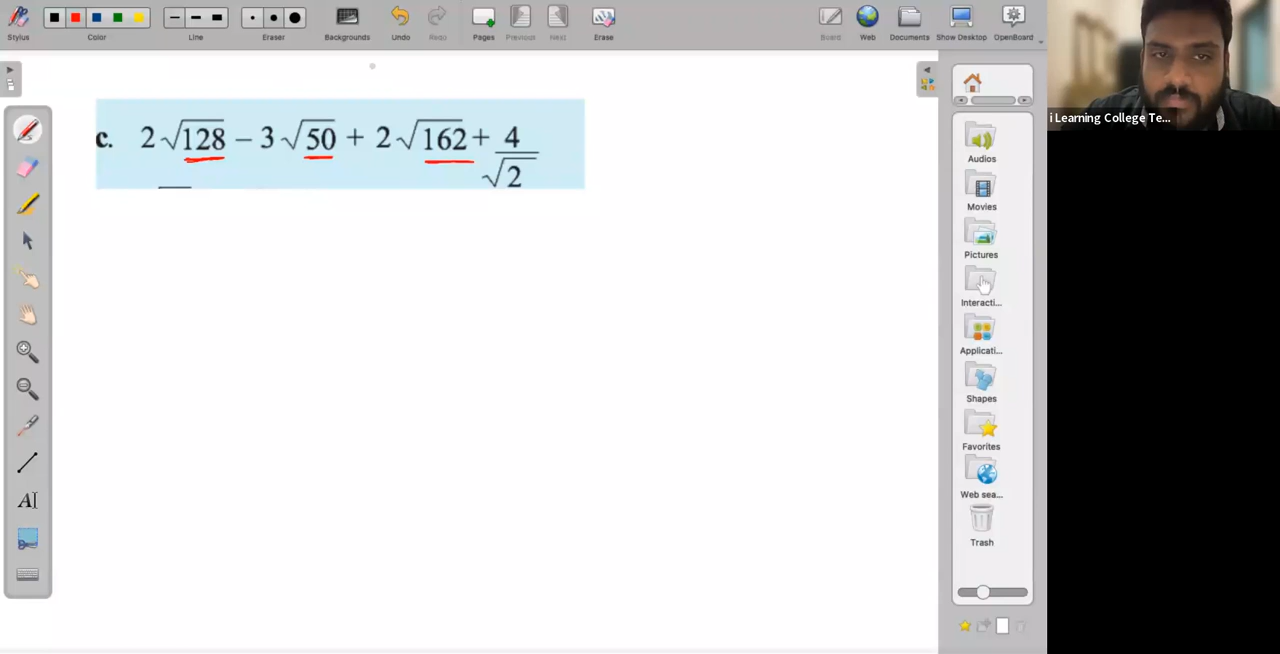 Stylus Color Line Eraser Backgrounds Undo Redo Pages Previous Next Erase Board Web Documents Show Desktop OpenBoard
i Learning College Te...
c. 2√128 − 3√50 + 2√162 + 4/√2
Audios
Movies
Pictures
Interacti...
Applicati...
Shapes
Favorites
Web sea...
Trash
A